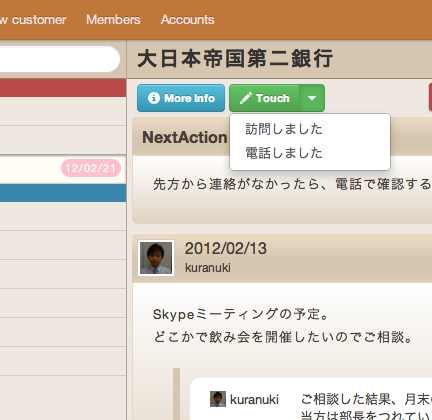 w customer Members Accounts
大日本帝国第二銀行
More Info Touch
訪問しました
電話しました
NextAction
12/02/21
先方から連絡がなかったら、電話で確認する
2012/02/13
kuranuki
Skypeミーティングの予定。
どこかで飲み会を開催したいのでご相談。
kuranuki ご相談した結果、月末
当方は部長をつれてい